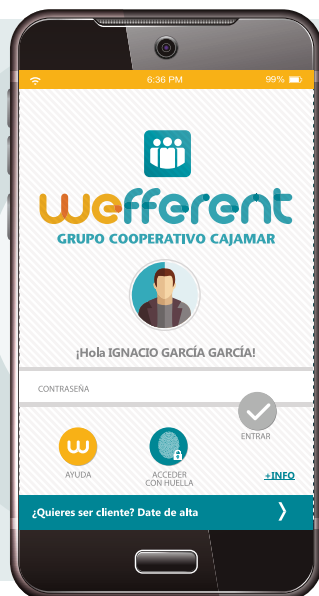 6:36 PM
99%
wefferent
GRUPO COOPERATIVO CAJAMAR
¡Hola IGNACIO GARCÍA GARCÍA!
CONTRASEÑA
ENTRAR
w
AYUDA
ACCEDER
CON HUELLA
+INFO
¿Quieres ser cliente? Date de alta